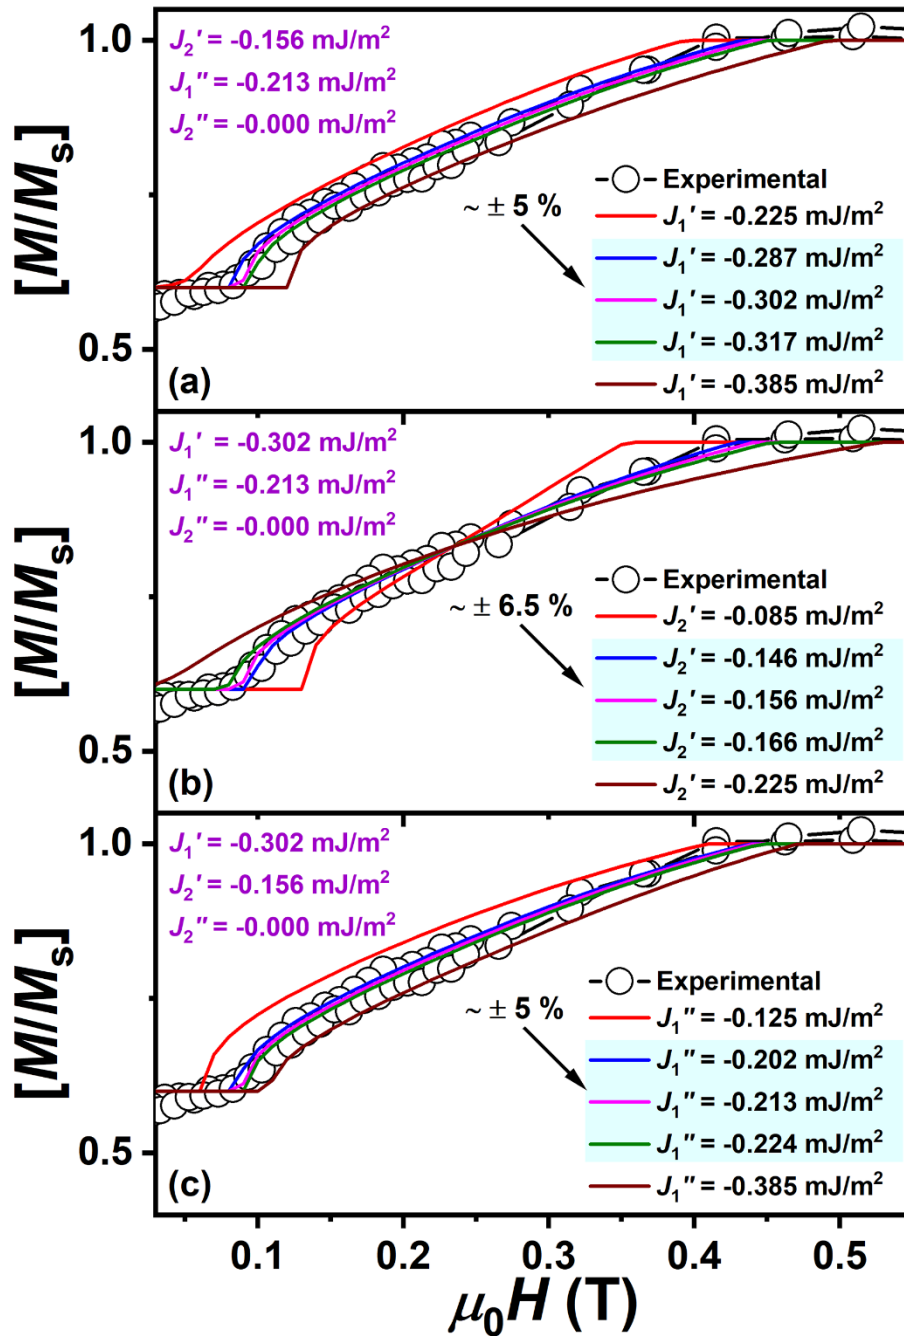 1.0
0.5
[M/Mₛ]
J₂′ = -0.156 mJ/m²
J₁″ = -0.213 mJ/m²
J₂″ = -0.000 mJ/m²
~ ± 5 %
Experimental
J₁′ = -0.225 mJ/m²
J₁′ = -0.287 mJ/m²
J₁′ = -0.302 mJ/m²
J₁′ = -0.317 mJ/m²
J₁′ = -0.385 mJ/m²
(a)
1.0
0.5
[M/Mₛ]
J₁′ = -0.302 mJ/m²
J₁″ = -0.213 mJ/m²
J₂″ = -0.000 mJ/m²
~ ± 6.5 %
Experimental
J₂′ = -0.085 mJ/m²
J₂′ = -0.146 mJ/m²
J₂′ = -0.156 mJ/m²
J₂′ = -0.166 mJ/m²
J₂′ = -0.225 mJ/m²
(b)
1.0
0.5
[M/Mₛ]
J₁′ = -0.302 mJ/m²
J₂′ = -0.156 mJ/m²
J₂″ = -0.000 mJ/m²
~ ± 5 %
Experimental
J₁″ = -0.125 mJ/m²
J₁″ = -0.202 mJ/m²
J₁″ = -0.213 mJ/m²
J₁″ = -0.224 mJ/m²
J₁″ = -0.385 mJ/m²
(c)
0.1 0.2 0.3 0.4 0.5
μ₀H (T)